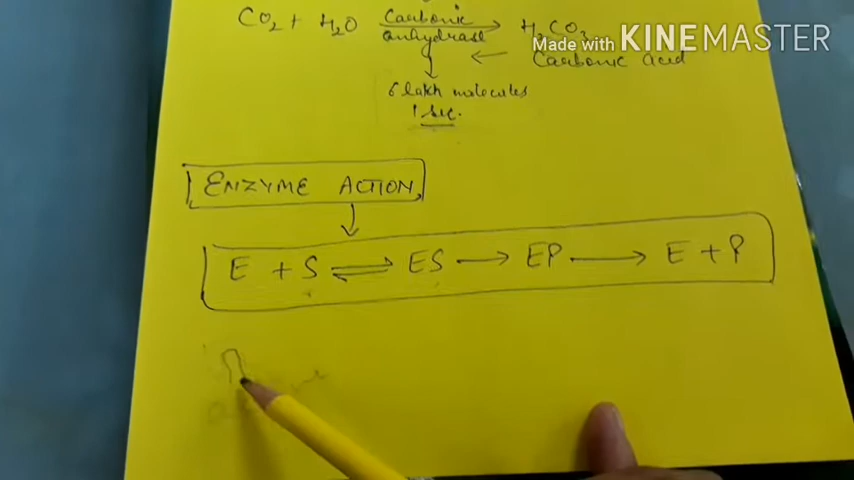 CO2 + H2O Carbonic anhydrase H2CO3
Made with KINEMASTER
Carbonic acid
6 lakh molecules
1 sec.
ENZYME ACTION
E + S ⇌ ES → EP → E + P